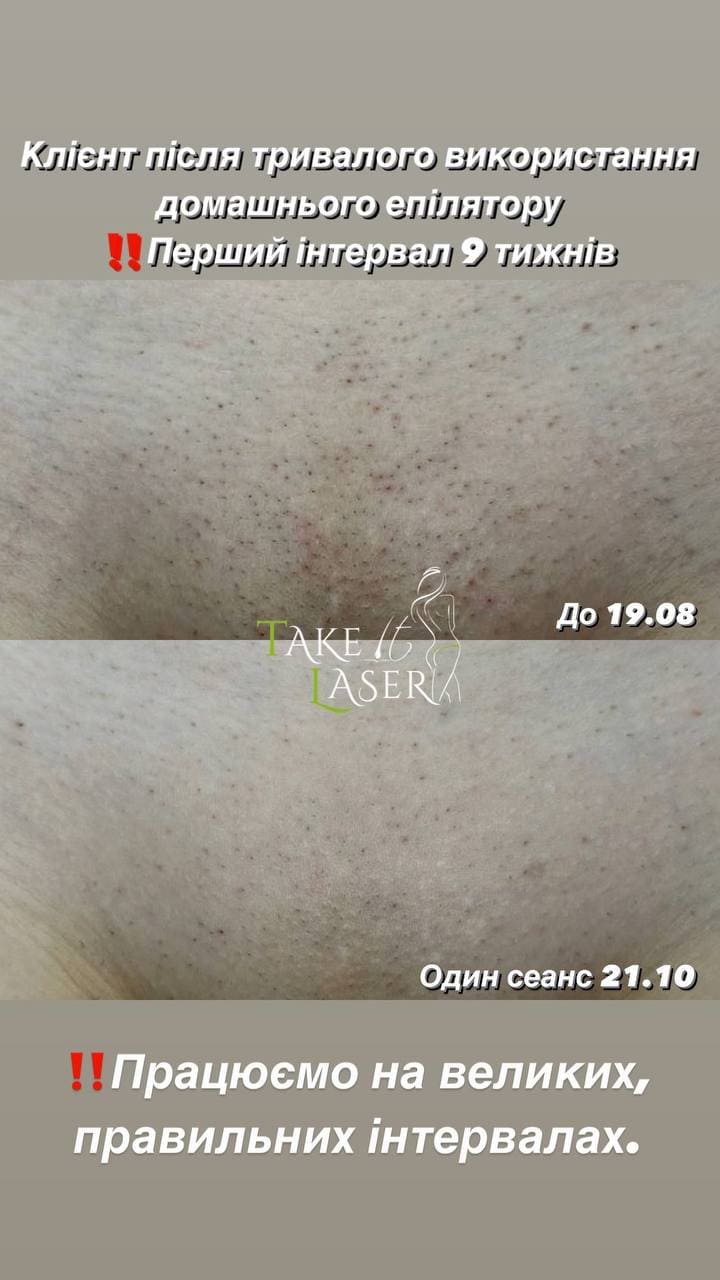 Клієнт після тривалого використання
домашнього епілятору
‼️Перший інтервал 9 тижнів
До 19.08
TAKE It
LASER
Один сеанс 21.10
‼️Працюємо на великих,
правильних інтервалах.